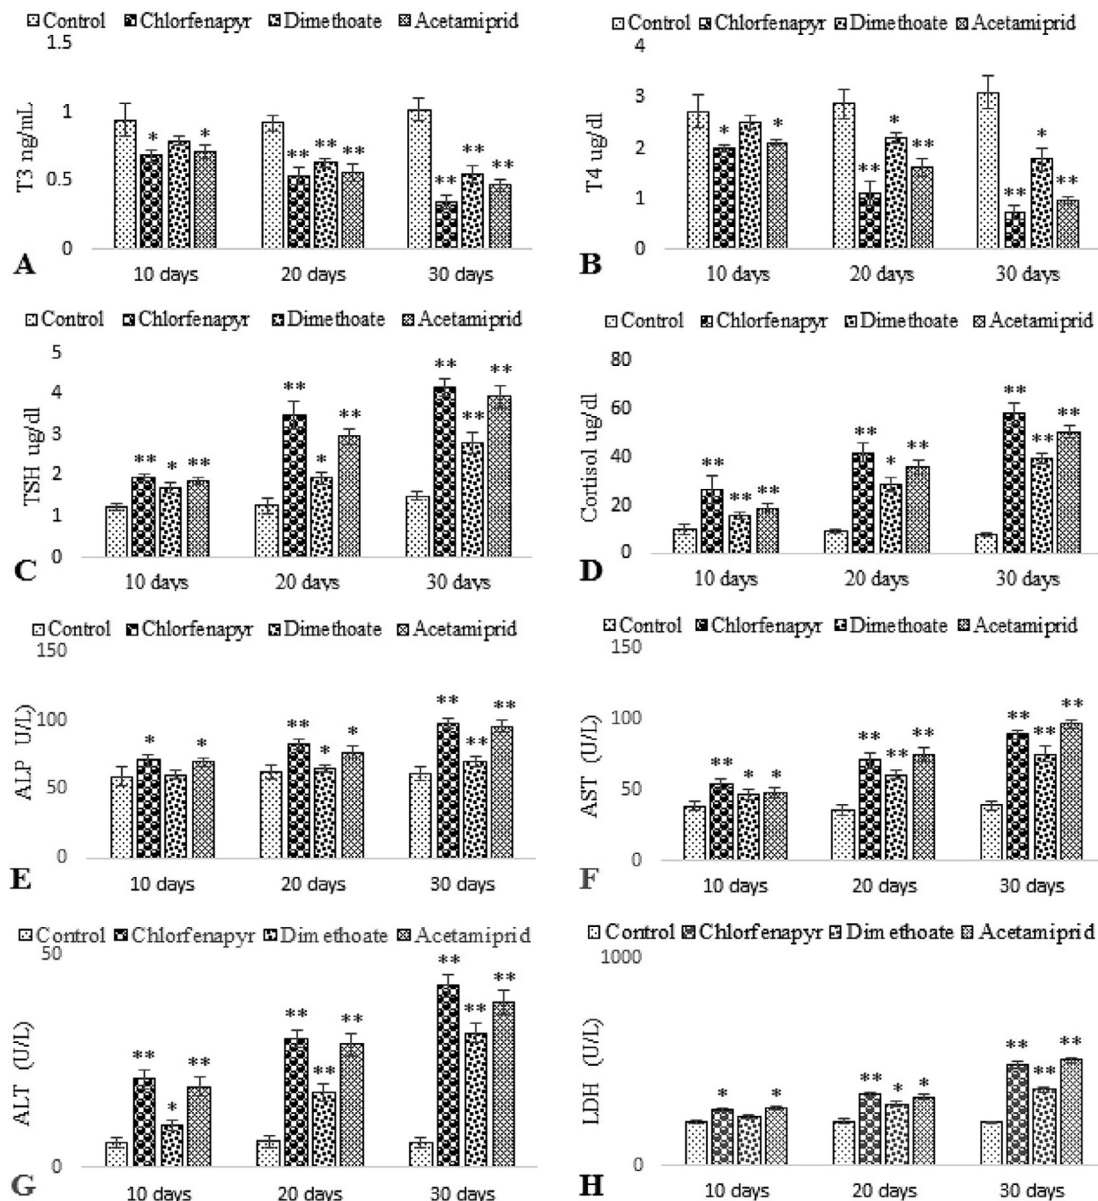 Control Chlorfenapyr Dimethoate Acetamiprid
1.5
1
0.5
0
T3 ng/mL
* *
** ** **
** ** **
10 days 20 days 30 days
A
Control Chlorfenapyr Dimethoate Acetamiprid
4
3
2
1
0
T4 ug/dl
* *
** * **
** * **
10 days 20 days 30 days
B
Control Chlorfenapyr Dimethoate Acetamiprid
5
4
3
2
1
0
TSH ug/dl
** * **
** * **
** ** **
10 days 20 days 30 days
C
Control Chlorfenapyr Dimethoate Acetamiprid
80
60
40
20
0
Cortisol ug/dl
** ** **
** * **
** ** **
10 days 20 days 30 days
D
Control Chlorfenapyr Dimethoate Acetamiprid
150
100
50
0
ALP U/L)
* *
** * *
** ** **
10 days 20 days 30 days
E
Control Chlorfenapyr Dimethoate Acetamiprid
150
100
50
0
AST (U/L)
** * *
** ** **
** ** **
10 days 20 days 30 days
F
Control Chlorfenapyr Dimethoate Acetamiprid
50
0
ALT (U/L)
** * **
** ** **
** ** **
10 days 20 days 30 days
G
Control Chlorfenapyr Dimethoate Acetamiprid
1000
0
LDH (U/L)
* *
** * *
** ** **
10 days 20 days 30 days
H